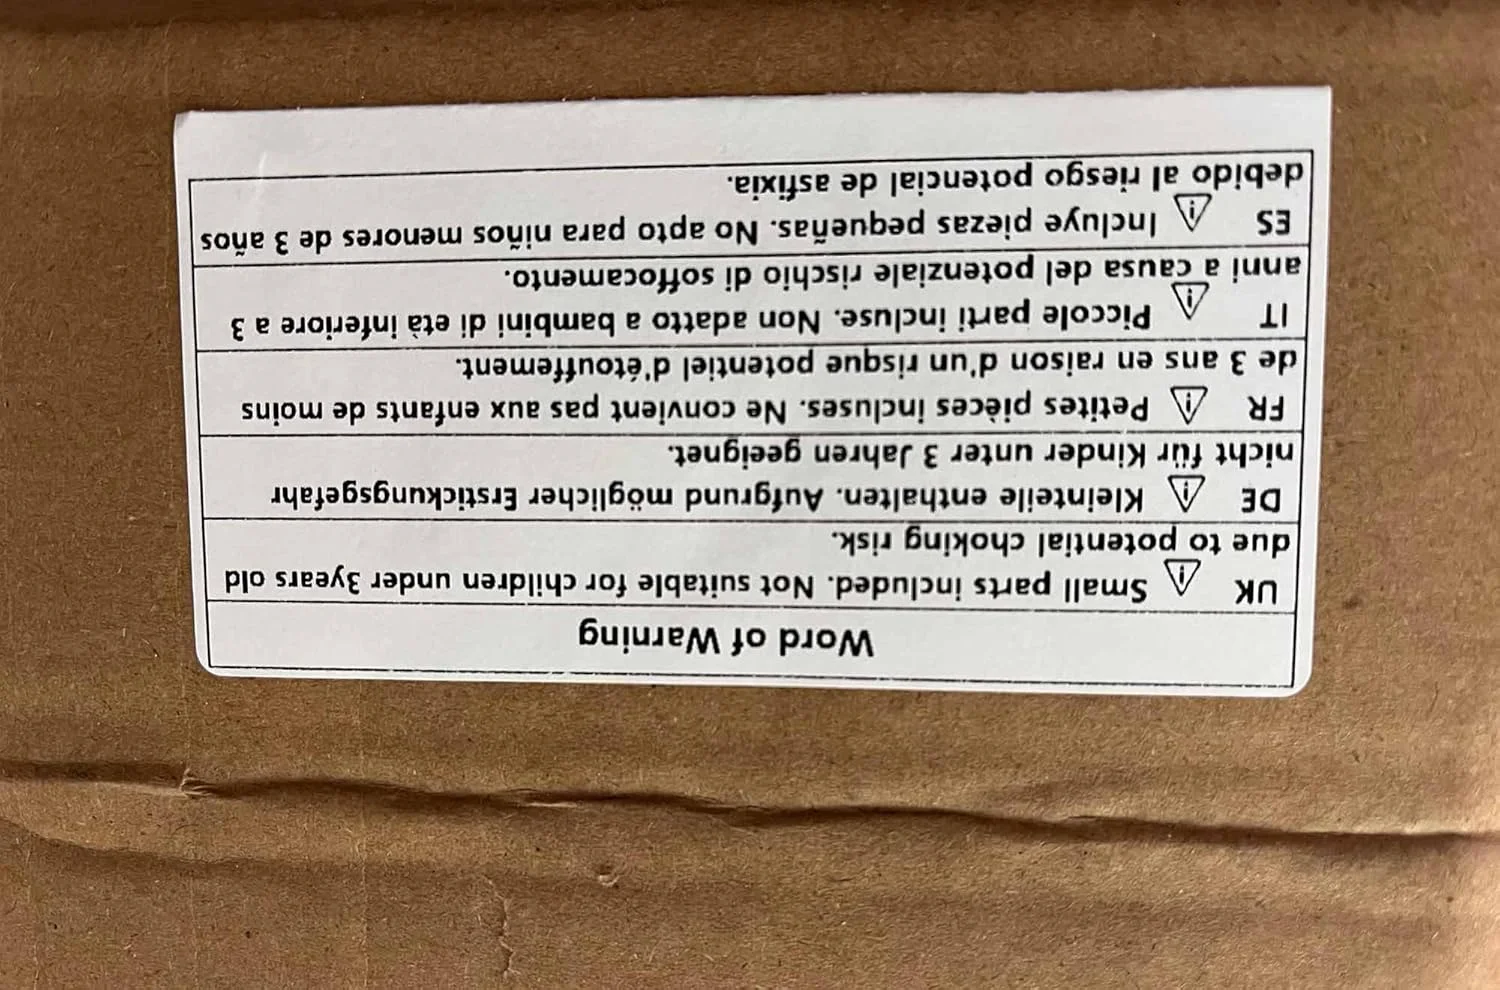 Word of Warning
UK ⚠ Small parts included. Not suitable for children under 3years old
due to potential choking risk.
DE ⚠ Kleinteile enthalten. Aufgrund möglicher Erstickungsgefahr
nicht für Kinder unter 3 Jahren geeignet.
FR ⚠ Petites pièces incluses. Ne convient pas aux enfants de moins
de 3 ans en raison d'un risque potentiel d'étouffement.
IT ⚠ Piccole parti incluse. Non adatto a bambini di età inferiore a 3
anni a causa del potenziale rischio di soffocamento.
ES ⚠ Incluye piezas pequeñas. No apto para niños menores de 3 años
debido al riesgo potencial de asfixia.